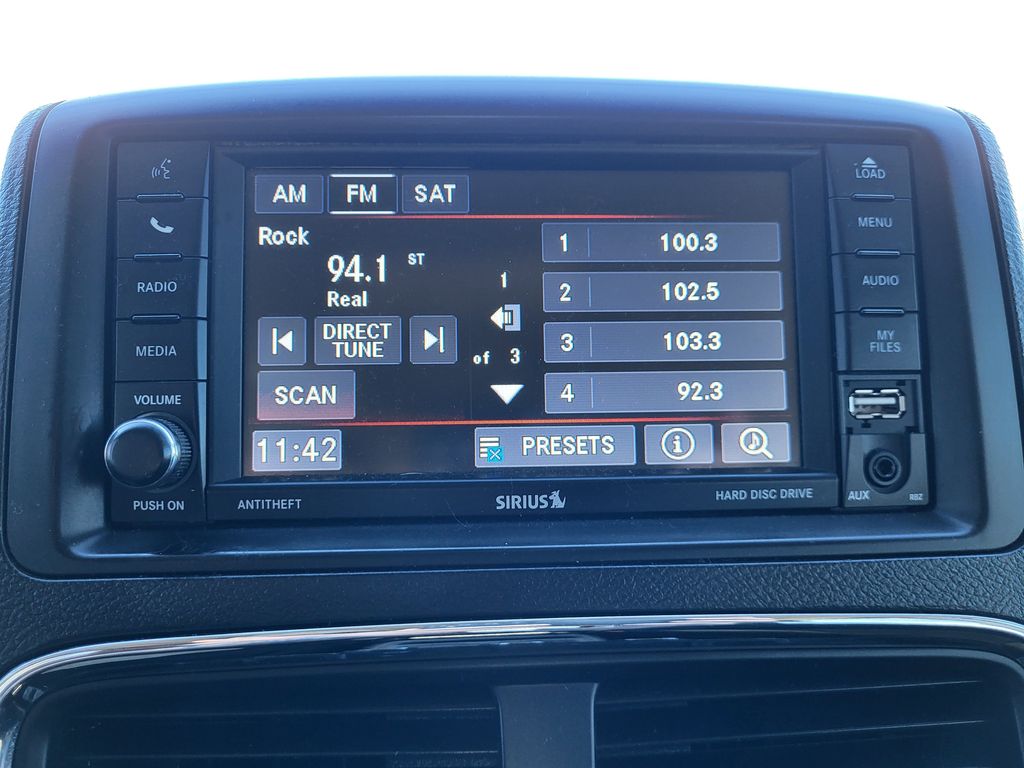 LOAD
MENU
AUDIO
MY
FILES
RADIO
MEDIA
VOLUME
PUSH ON
AM FM SAT
Rock
94.1 ST
Real
DIRECT
TUNE
SCAN
1
of 3
1 100.3
2 102.5
3 103.3
4 92.3
11:42
PRESETS
i
ANTITHEFT
SIRIUS
HARD DISC DRIVE
AUX
RBZ